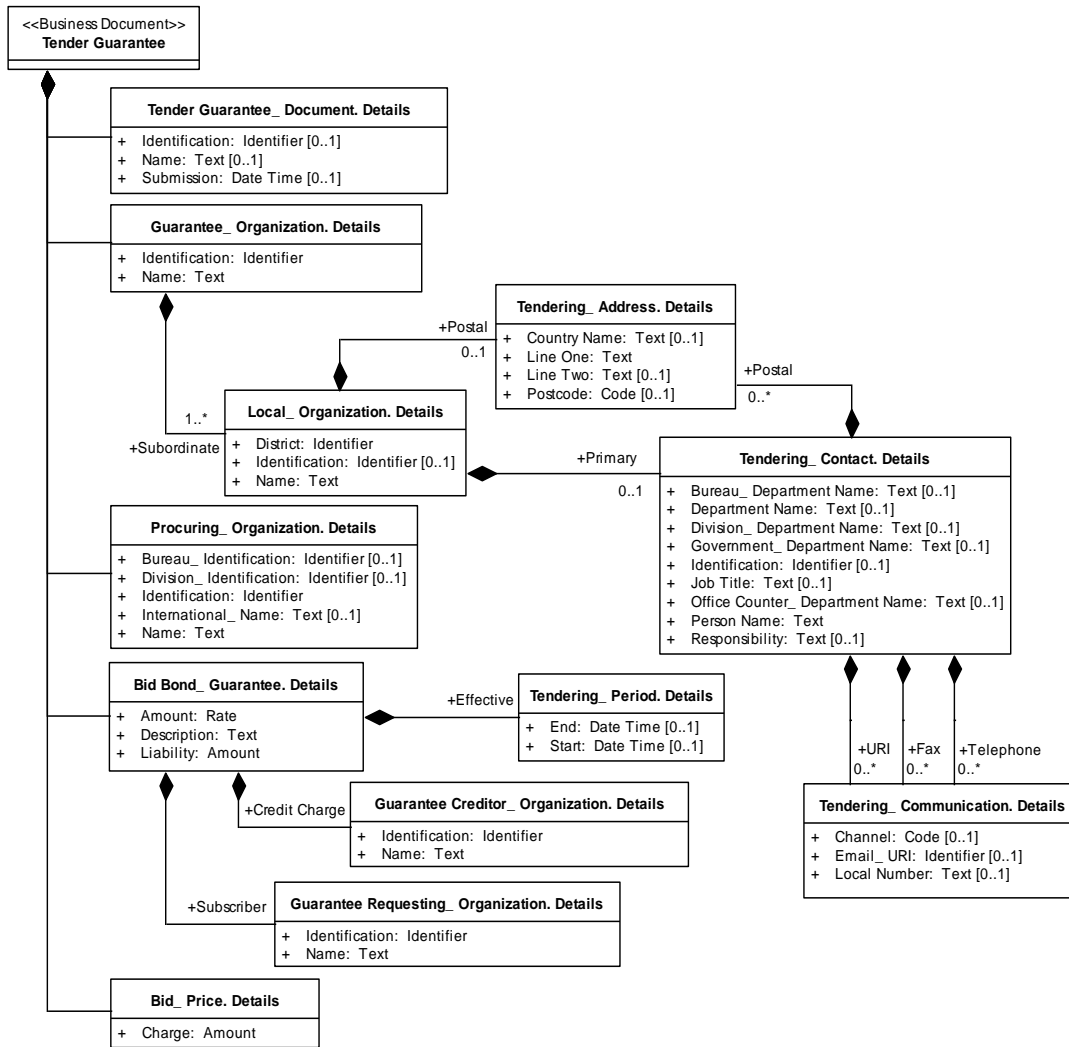 <<Business Document>>
Tender Guarantee
Tender Guarantee_ Document. Details
+ Identification: Identifier [0..1]
+ Name: Text [0..1]
+ Submission: Date Time [0..1]
Guarantee_ Organization. Details
+ Identification: Identifier
+ Name: Text
Tendering_ Address. Details
+ Country Name: Text [0..1]
+ Line One: Text
+ Line Two: Text [0..1]
+ Postcode: Code [0..1]
+Postal
0..1
+Postal
0..*
1..*
+Subordinate
Local_ Organization. Details
+ District: Identifier
+ Identification: Identifier [0..1]
+ Name: Text
+Primary
0..1
Tendering_ Contact. Details
+ Bureau_ Department Name: Text [0..1]
+ Department Name: Text [0..1]
+ Division_ Department Name: Text [0..1]
+ Government_ Department Name: Text [0..1]
+ Identification: Identifier [0..1]
+ Job Title: Text [0..1]
+ Office Counter_ Department Name: Text [0..1]
+ Person Name: Text
+ Responsibility: Text [0..1]
Procuring_ Organization. Details
+ Bureau_ Identification: Identifier [0..1]
+ Division_ Identification: Identifier [0..1]
+ Identification: Identifier
+ International_ Name: Text [0..1]
+ Name: Text
Bid Bond_ Guarantee. Details
+ Amount: Rate
+ Description: Text
+ Liability: Amount
+Effective
Tendering_ Period. Details
+ End: Date Time [0..1]
+ Start: Date Time [0..1]
+URI
0..*
+Fax
0..*
+Telephone
0..*
Tendering_ Communication. Details
+ Channel: Code [0..1]
+ Email_ URI: Identifier [0..1]
+ Local Number: Text [0..1]
+Credit Charge
Guarantee Creditor_ Organization. Details
+ Identification: Identifier
+ Name: Text
+Subscriber
Guarantee Requesting_ Organization. Details
+ Identification: Identifier
+ Name: Text
Bid_ Price. Details
+ Charge: Amount